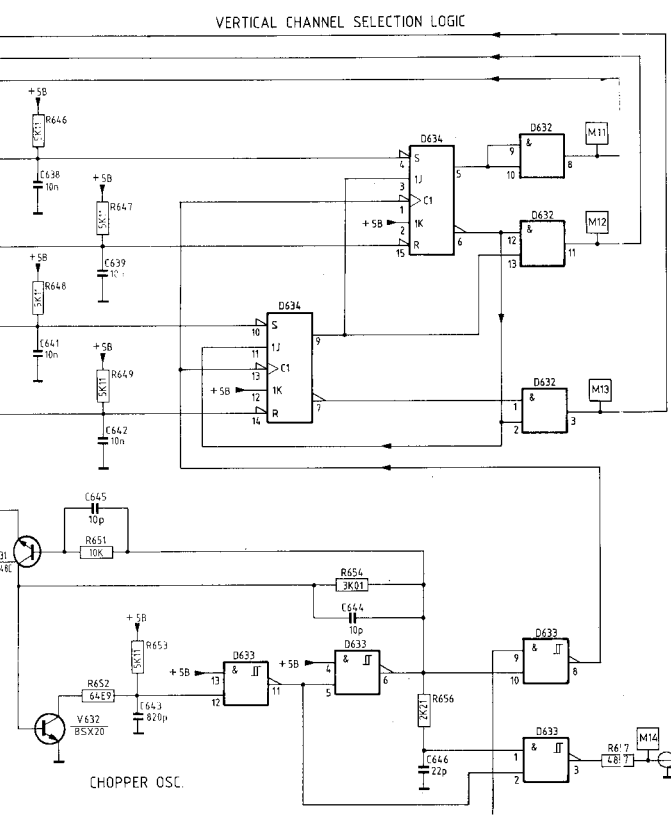 VERTICAL CHANNEL SELECTION LOGIC
+5B
R646
5K11
C638
10n
+5B
R647
5K11
C639
+5B
R648
5K11
C641
10n
+5B
R649
5K11
C642
10n
D634
S
1J
C1
1K
R
4
3
1
+5B
2
15
5
6
D632
&
9
10
8
M11
D632
&
12
13
11
M12
D634
S
1J
C1
1K
R
10
11
13
+5B
12
14
9
7
D632
&
1
2
3
M13
C645
10p
R651
10K
R654
3K01
C644
10p
+5B
R653
5K11
R652
64E9
C643
820p
V632
BSX20
+5B
D633
&
13
12
11
+5B
D633
&
4
5
6
R656
2K21
C646
22p
D633
&
9
10
8
D633
&
1
2
3
M14
CHOPPER OSC.